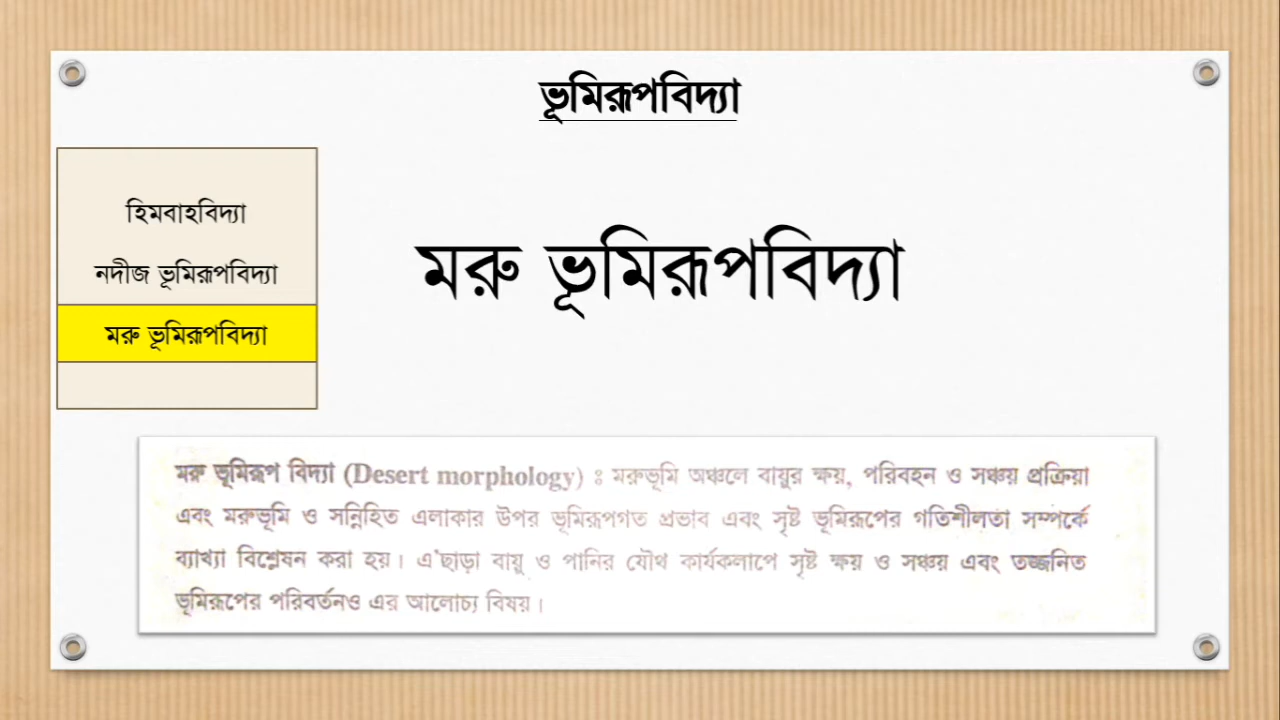 ভূমিরূপবিদ্যা
হিমবাহবিদ্যা
নদীজ ভূমিরূপবিদ্যা
মরু ভূমিরূপবিদ্যা
মরু ভূমিরূপবিদ্যা
মরু ভূমিরূপ বিদ্যা (Desert morphology) ঃ মরুভূমি অঞ্চলে বায়ুর ক্ষয়, পরিবহন ও সঞ্চয় প্রক্রিয়া
এবং মরুভূমি ও সন্নিহিত এলাকার উপর ভূমিরূপগত প্রভাব এবং সৃষ্ট ভূমিরূপের গতিশীলতা সম্পর্কে
ব্যাখ্যা বিশ্লেষন করা হয়। এ'ছাড়া বায়ু ও পানির যৌথ কার্যকলাপে সৃষ্ট ক্ষয় ও সঞ্চয় এবং তজ্জনিত
ভূমিরূপের পরিবর্তনও এর আলোচ্য বিষয়।